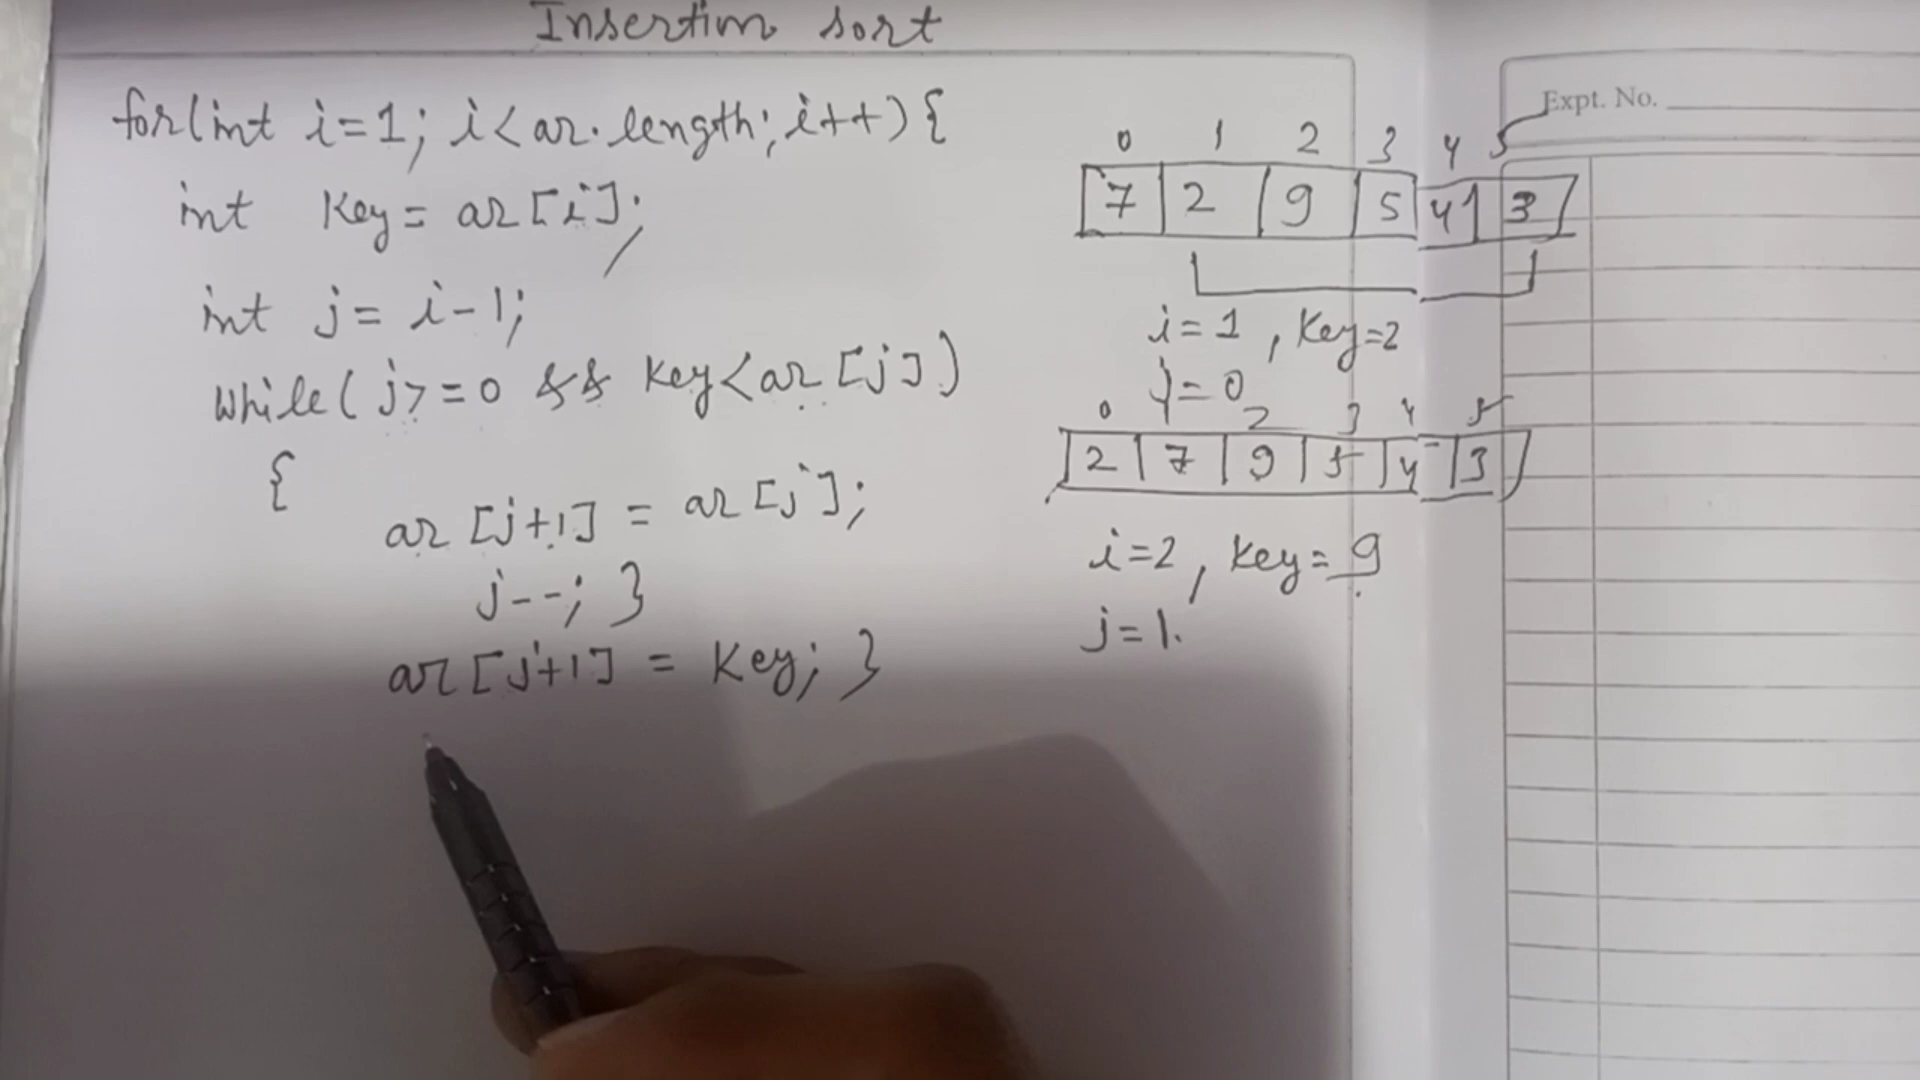 Insertion sort
for(int i=1; i<ar.length; i++) {
int Key = ar[i];
int j = i-1;
While( j>=0 && Key<ar[j])
{
ar[j+1] = ar[j];
j--; }
ar[j+1] = Key; }
0 1 2 3 4 5
7 2 9 5 4 3
i=1, Key=2
j=0
0 2 3 4 5
2 7 9 5 4 3
i=2, Key=9
j=1.
Expt. No.